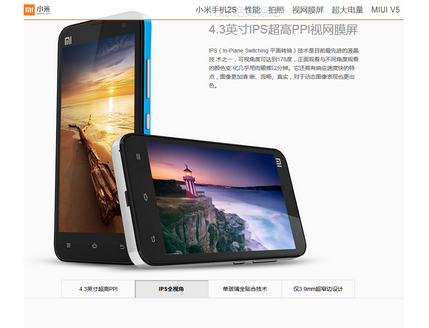 小米
小米手机2S 性能 拍照 视网膜屏 超大电量 MIUI V5
4.3英寸IPS超高PPI视网膜屏
IPS（In-Plane Switching 平面转换）技术是目前最先进的液晶
技 术之一，可视角度可达到178度，正面观看与不同角度观看
的颜色变 化几乎用肉眼难以分辨。它还具有响应速度快的特
点，图像更加清 晰、流畅、真实，对于动态图像表现也更出
色。
4.3英寸超高PPI
IPS全视角
单玻璃全贴合技术
仅3.9mm超窄边设计